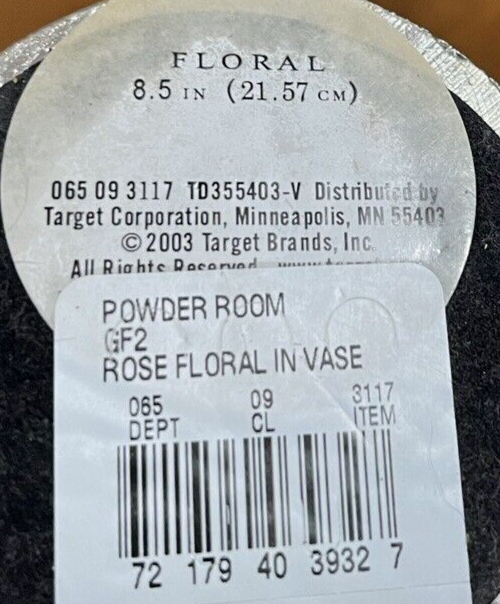 FLORAL
8.5 IN (21.57 CM)
065 09 3117 TD355403-V Distributed by
Target Corporation, Minneapolis, MN 55403
©2003 Target Brands, Inc.
All Rights Reserved
POWDER ROOM
GF2
ROSE FLORAL IN VASE
065 09 3117
DEPT CL ITEM
72 179 40 3932 7